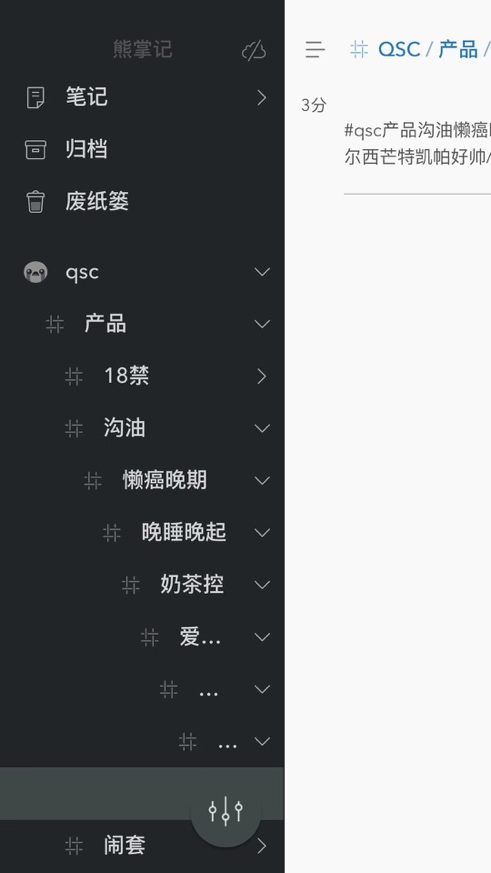 熊掌记
笔记
归档
废纸篓
qsc
产品
18禁
沟油
懒癌晚期
晚睡晚起
奶茶控
爱...
...
...
闹套
QSC / 产品 /
3分
#qsc产品沟油懒癌
尔西芒特凯帕好帅/